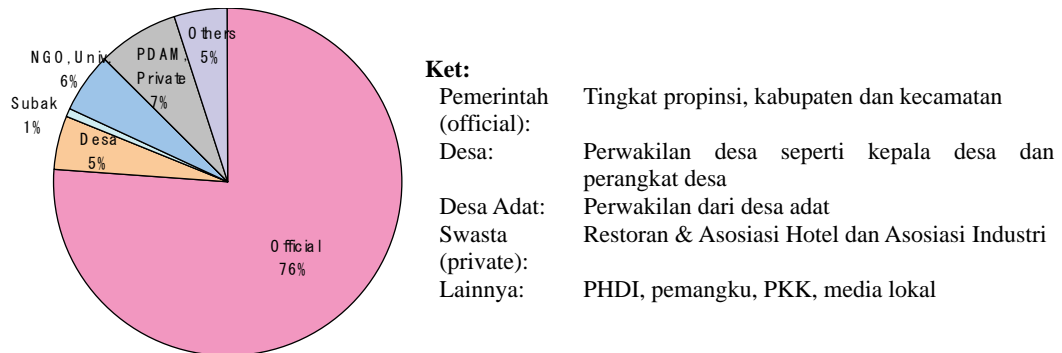 Others
5%
NGO,Univ.
6%
PDAM,
Private
7%
Subak
1%
Desa
5%
Official
76%
Ket:
Pemerintah Tingkat propinsi, kabupaten dan kecamatan
(official):
Desa: Perwakilan desa seperti kepala desa dan
perangkat desa
Desa Adat: Perwakilan dari desa adat
Swasta Restoran & Asosiasi Hotel dan Asosiasi Industri
(private):
Lainnya: PHDI, pemangku, PKK, media lokal